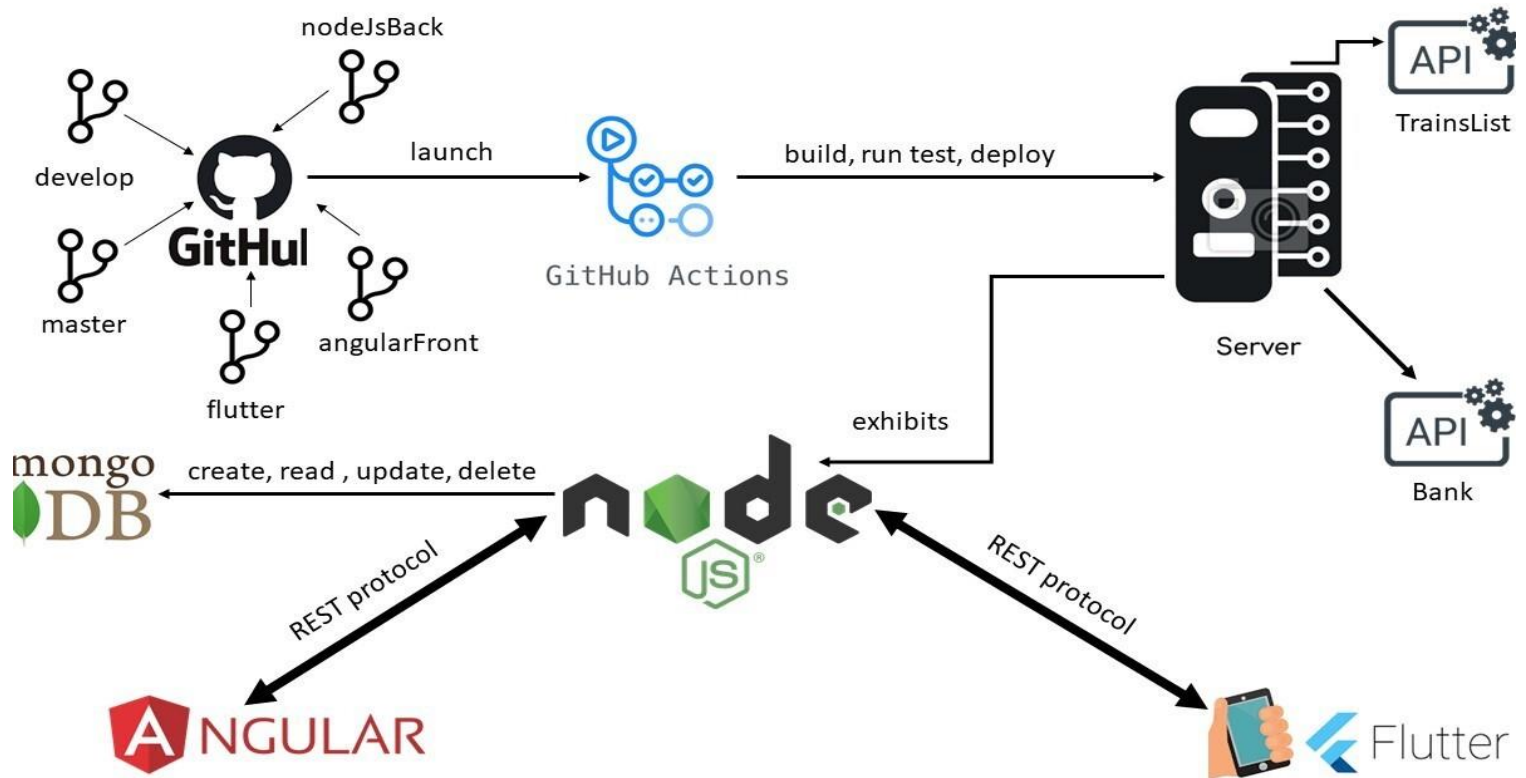 nodeJsBack
develop
GitHul
master
angularFront
flutter
launch
GitHub Actions
build, run test, deploy
Server
API
TrainsList
API
Bank
exhibits
mongo
DB
create, read , update, delete
node
JS®
REST protocol
REST protocol
ANGULAR
Flutter